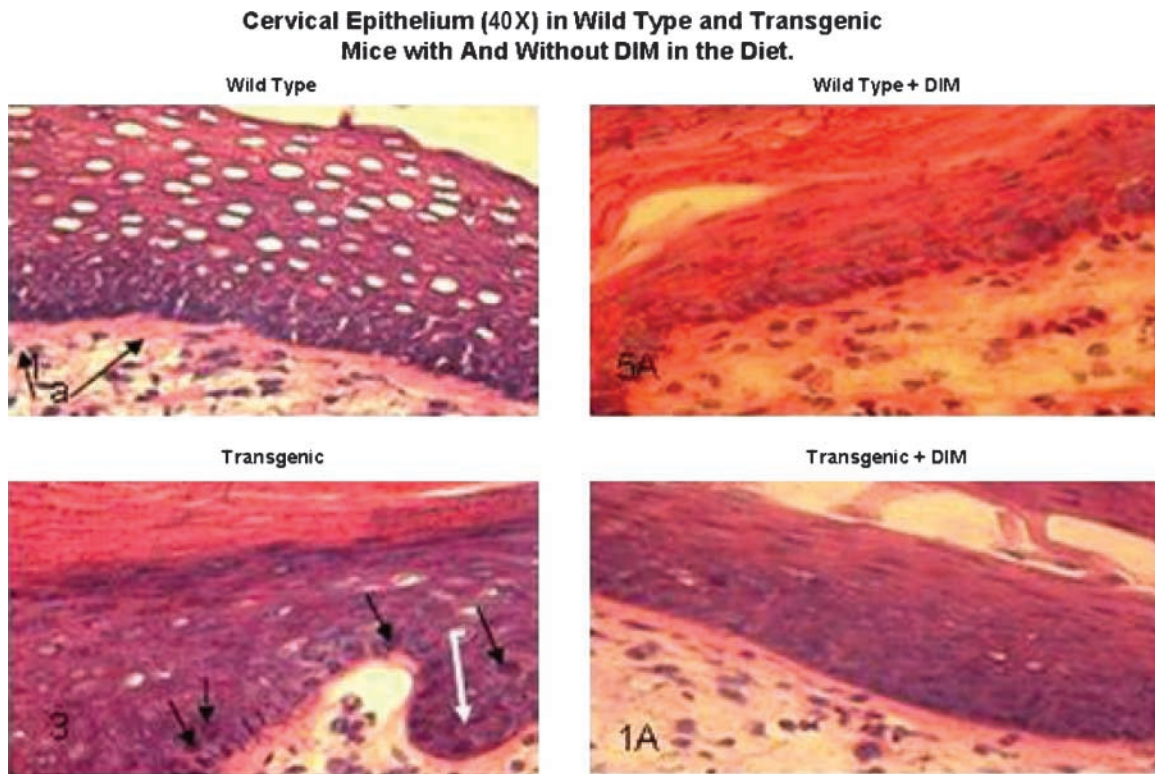 Cervical Epithelium (40X) in Wild Type and Transgenic
Mice with And Without DIM in the Diet.
Wild Type
Wild Type + DIM
a
5A
Transgenic
Transgenic + DIM
3
1A